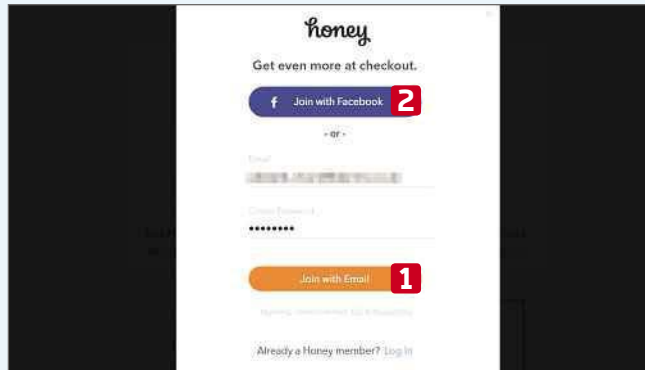 honey
Get even more at checkout.
f Join with Facebook 2
- or -
Email
Create Password
••••••••
Join with Email 1
Already a Honey member? Log in